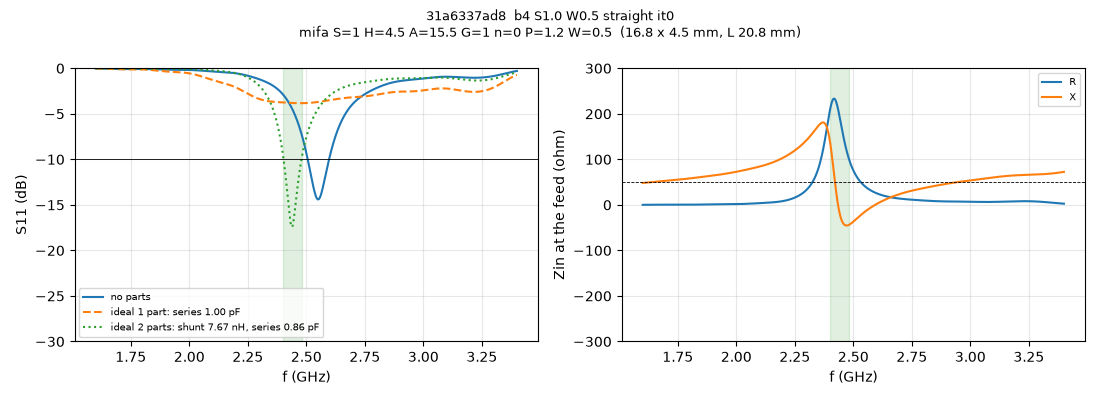 31a6337ad8  b4 S1.0 W0.5 straight it0
mifa S=1 H=4.5 A=15.5 G=1 n=0 P=1.2 W=0.5  (16.8 x 4.5 mm, L 20.8 mm)
S11 (dB)
0
−5
−10
−15
−20
−25
−30
no parts
ideal 1 part: series 1.00 pF
ideal 2 parts: shunt 7.67 nH, series 0.86 pF
1.75 2.00 2.25 2.50 2.75 3.00 3.25
f (GHz)
Zin at the feed (ohm)
300
200
100
0
−100
−200
−300
R
X
1.75 2.00 2.25 2.50 2.75 3.00 3.25
f (GHz)